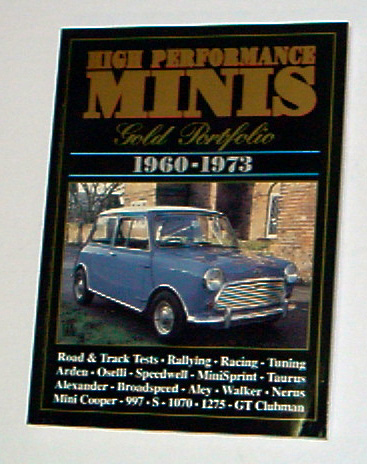 HIGH PERFORMANCE
MINIS
Gold Portfolio
1960-1973
Road & Track Tests • Rallying • Racing • Tuning
Arden • Oselli • Speedwell • MiniSprint • Taurus
Alexander • Broadspeed • Aley • Walker • Nerus
Mini Cooper • 997 • S • 1070 • 1275 • GT Clubman